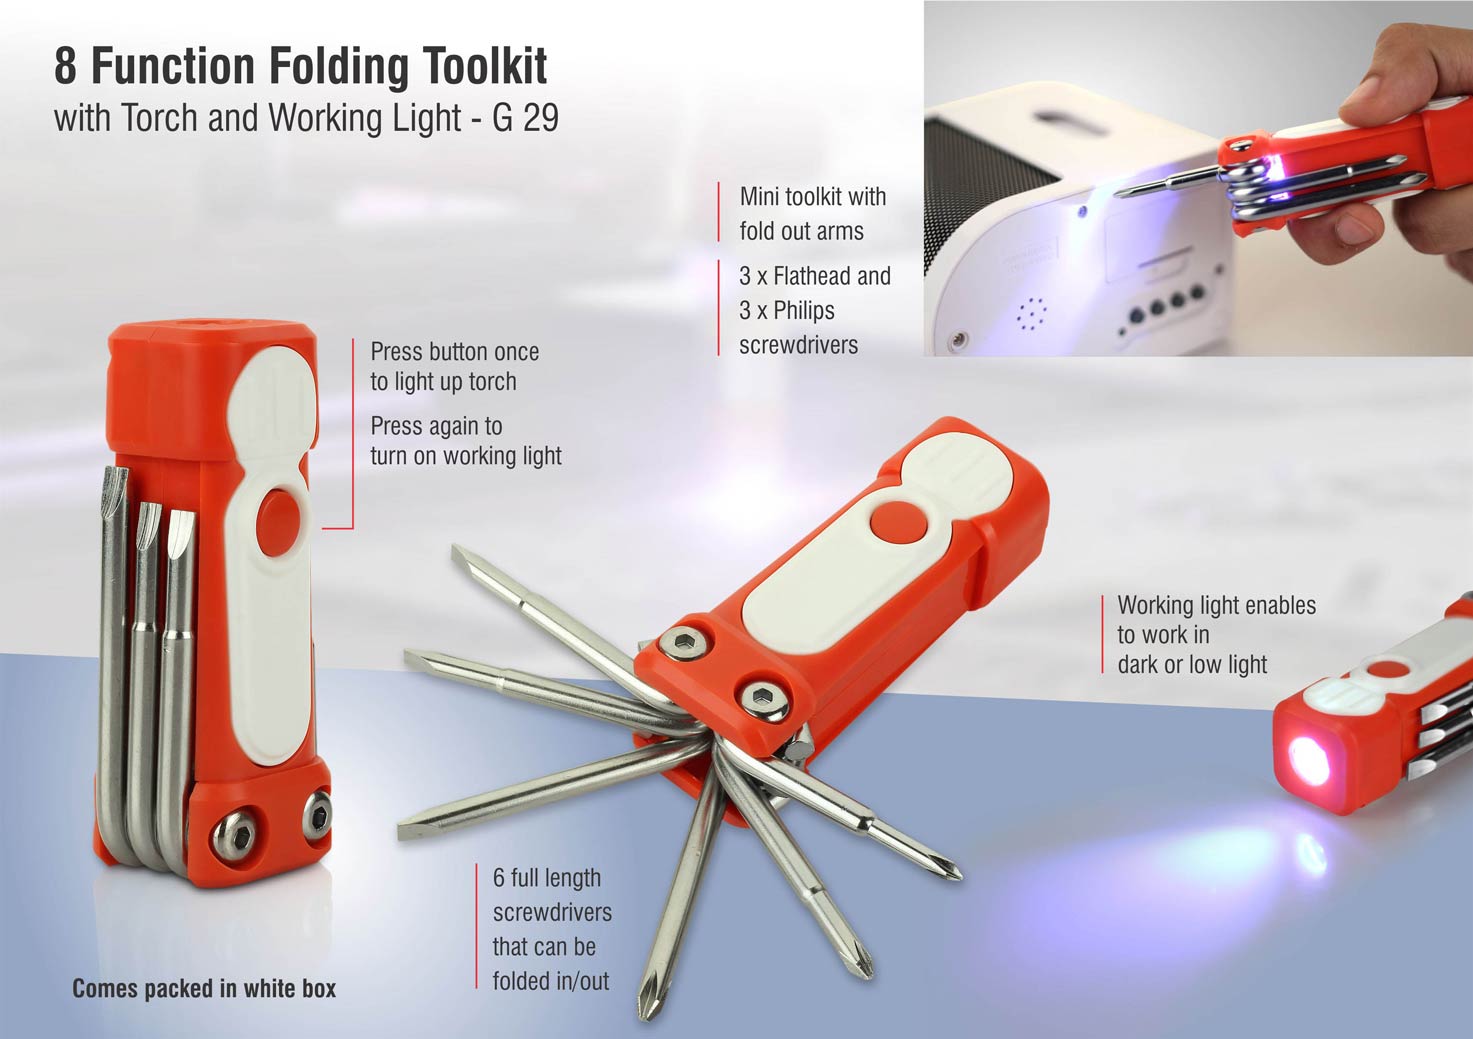 8 Function Folding Toolkit
with Torch and Working Light - G 29
Mini toolkit with
fold out arms
3 x Flathead and
3 x Philips
screwdrivers
Press button once
to light up torch
Press again to
turn on working light
Working light enables
to work in
dark or low light
6 full length
screwdrivers
that can be
folded in/out
Comes packed in white box